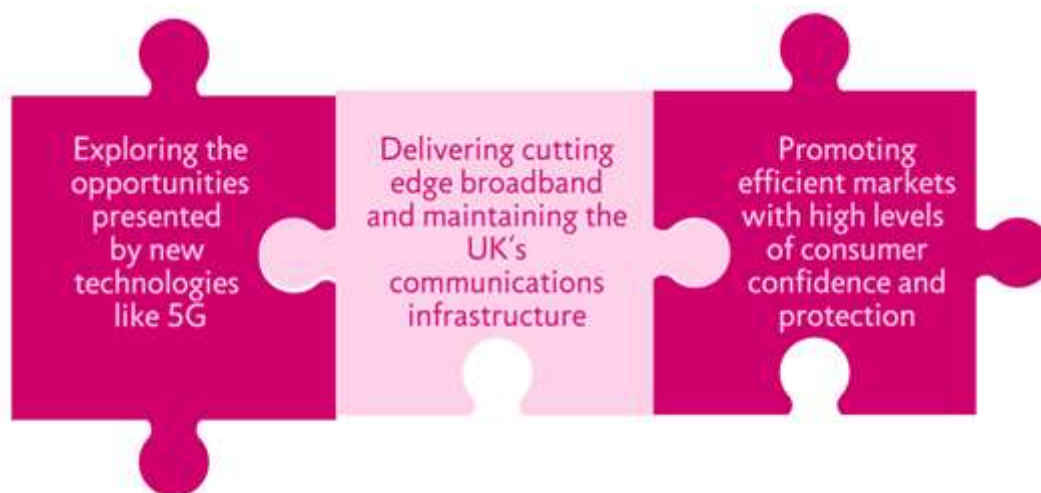 Exploring the
opportunities
presented
by new
technologies
like 5G
Delivering cutting
edge broadband
and maintaining the
UK's
communications
infrastructure
Promoting
efficient markets
with high levels
of consumer
confidence and
protection